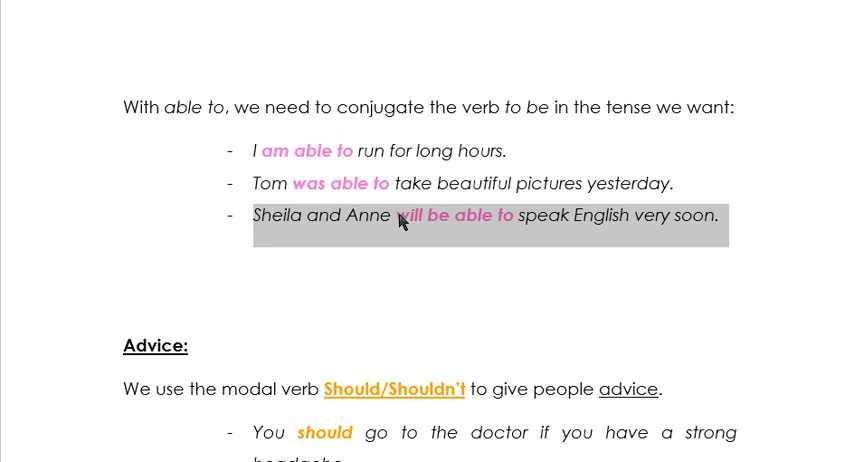 With able to, we need to conjugate the verb to be in the tense we want:
- I am able to run for long hours.
- Tom was able to take beautiful pictures yesterday.
- Sheila and Anne will be able to speak English very soon.
Advice:
We use the modal verb Should/Shouldn't to give people advice.
- You should go to the doctor if you have a strong
headache.